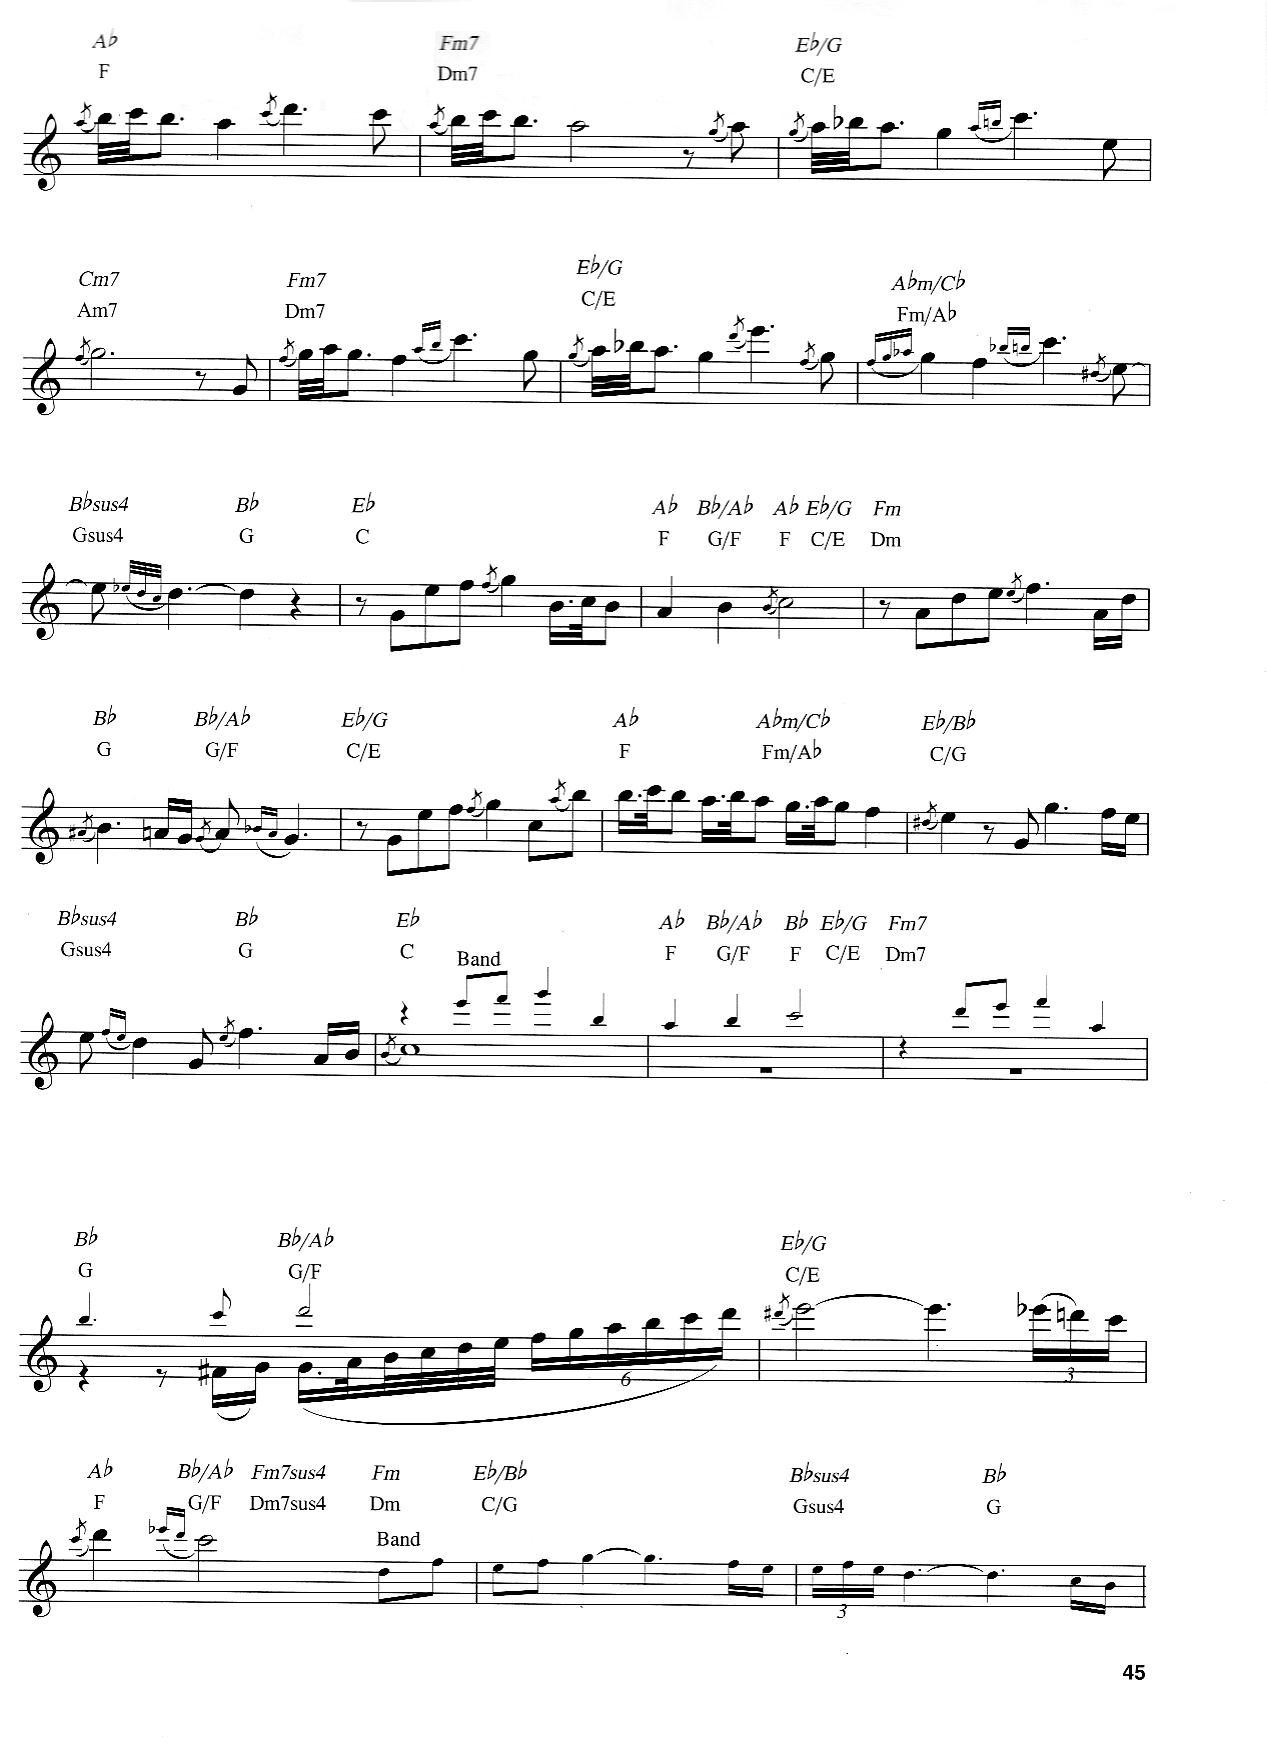 A♭ Fm7 E♭/G
F Dm7 C/E
Cm7 Fm7 E♭/G A♭m/C♭
Am7 Dm7 C/E Fm/A♭
B♭sus4 B♭ E♭ A♭ B♭/A♭ A♭ E♭/G Fm
Gsus4 G C F G/F F C/E Dm
B♭ B♭/A♭ E♭/G A♭ A♭m/C♭ E♭/B♭
G G/F C/E F Fm/A♭ C/G
B♭sus4 B♭ E♭ A♭ B♭/A♭ B♭ E♭/G Fm7
Gsus4 G C F G/F F C/E Dm7
Band
B♭ B♭/A♭ E♭/G
G G/F C/E
6 3
A♭ B♭/A♭ Fm7sus4 Fm E♭/B♭ B♭sus4 B♭
F G/F Dm7sus4 Dm C/G Gsus4 G
Band
3
45